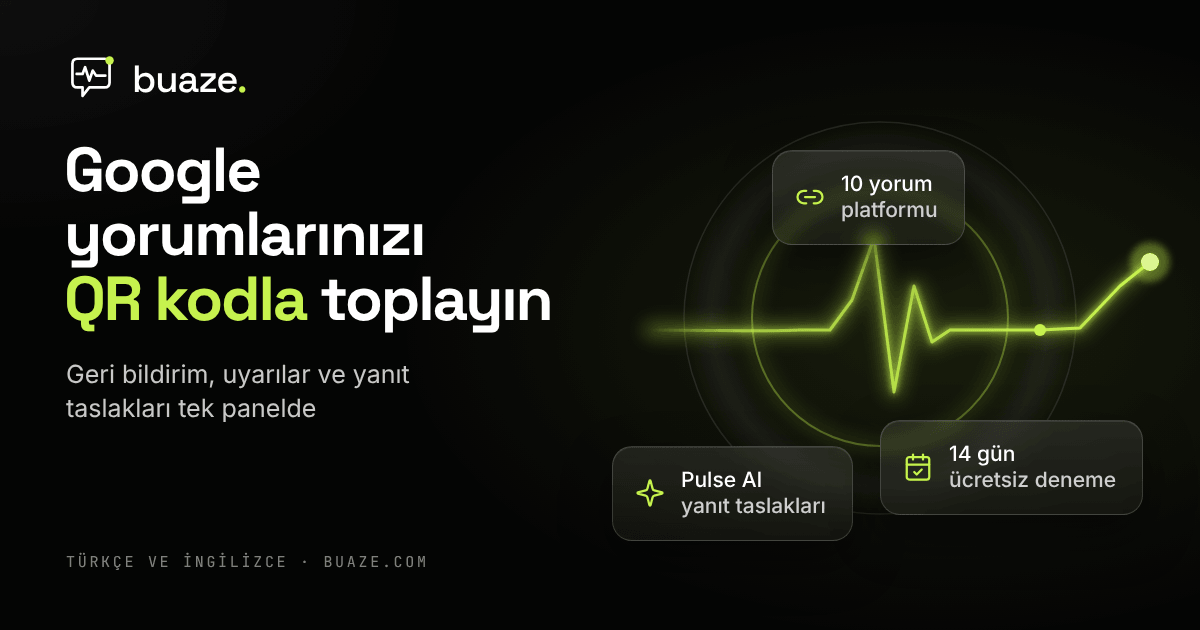 buaze.
Google
yorumlarınızı
QR kodla toplayın
Geri bildirim, uyarılar ve yanıt
taslakları tek panelde
10 yorum
platformu
Pulse AI
yanıt taslakları
14 gün
ücretsiz deneme
TÜRKÇE VE İNGİLİZCE · BUAZE.COM